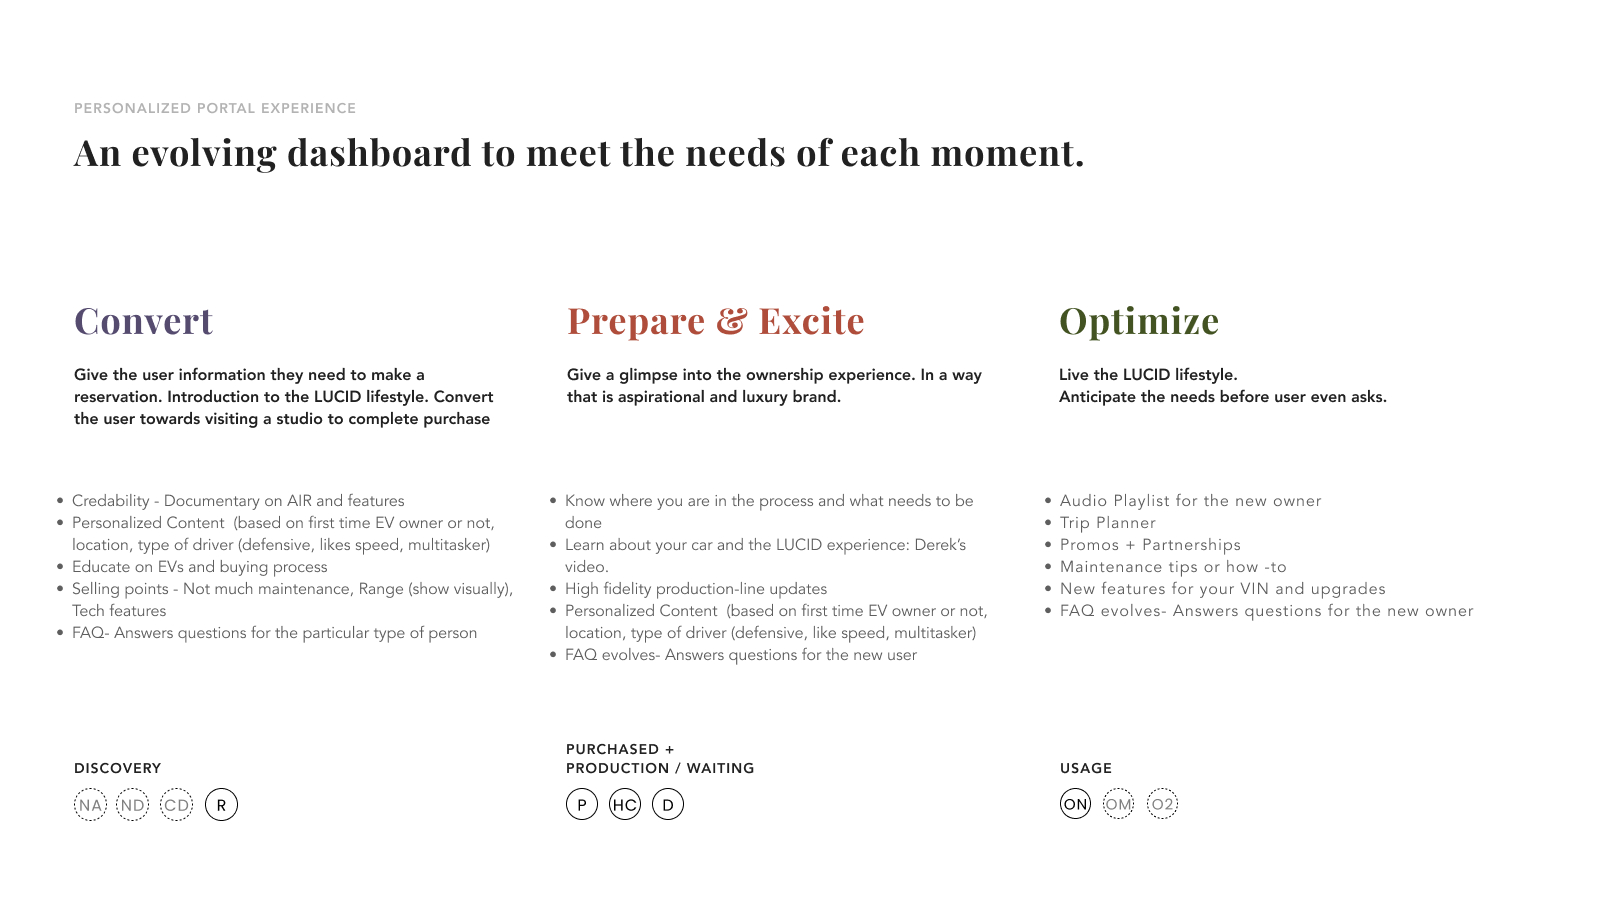 PERSONALIZED PORTAL EXPERIENCE
An evolving dashboard to meet the needs of each moment.
Convert
Give the user information they need to make a
reservation. Introduction to the LUCID lifestyle. Convert
the user towards visiting a studio to complete purchase
• Credability - Documentary on AIR and features
• Personalized Content  (based on first time EV owner or not,
location, type of driver (defensive, likes speed, multitasker)
• Educate on EVs and buying process
• Selling points - Not much maintenance, Range (show visually),
Tech features
• FAQ- Answers questions for the particular type of person
DISCOVERY
NA ND CD R
Prepare & Excite
Give a glimpse into the ownership experience. In a way
that is aspirational and luxury brand.
• Know where you are in the process and what needs to be
done
• Learn about your car and the LUCID experience: Derek’s
video.
• High fidelity production-line updates
• Personalized Content  (based on first time EV owner or not,
location, type of driver (defensive, like speed, multitasker)
• FAQ evolves- Answers questions for the new user
PURCHASED +
PRODUCTION / WAITING
P HC D
Optimize
Live the LUCID lifestyle.
Anticipate the needs before user even asks.
• Audio Playlist for the new owner
• Trip Planner
• Promos + Partnerships
• Maintenance tips or how -to
• New features for your VIN and upgrades
• FAQ evolves- Answers questions for the new owner
USAGE
ON OM O2